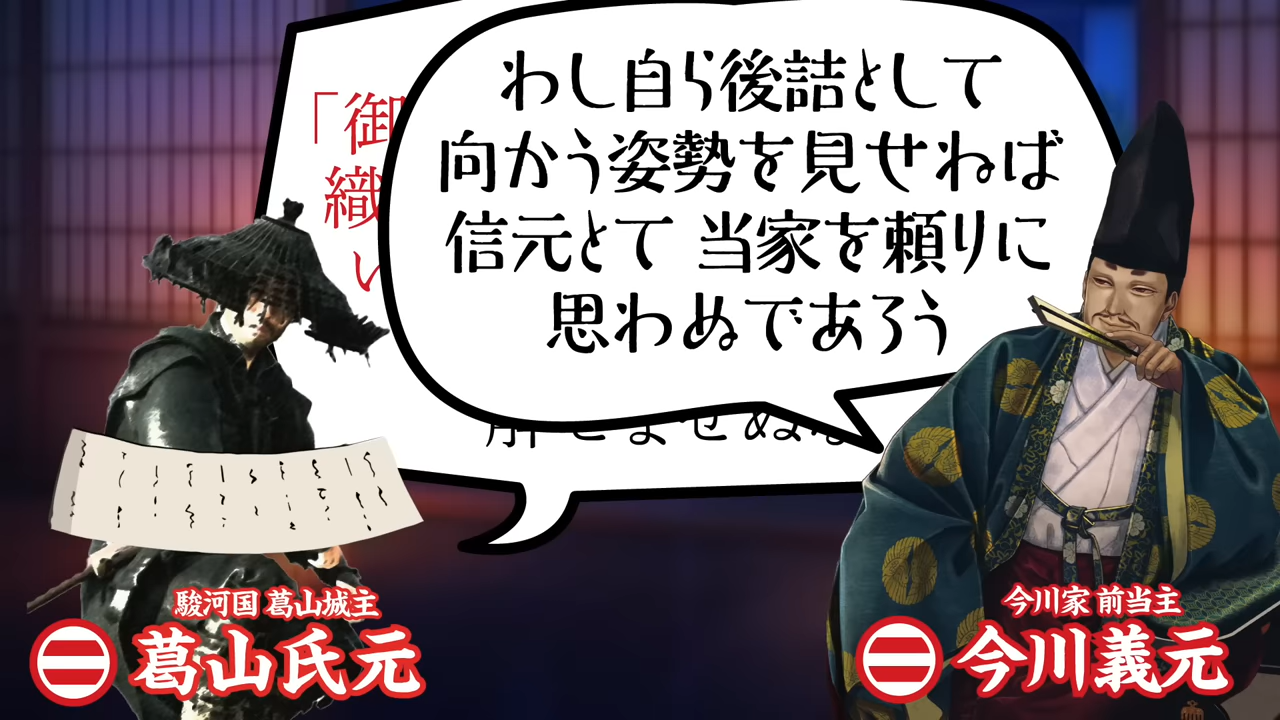 わし自ら後詰として
向かう姿勢を見せねば
信元とて 当家を頼りに
思わぬであろう
「御
織
い
駿河国 葛山城主
葛山氏元
今川家 前当主
今川義元